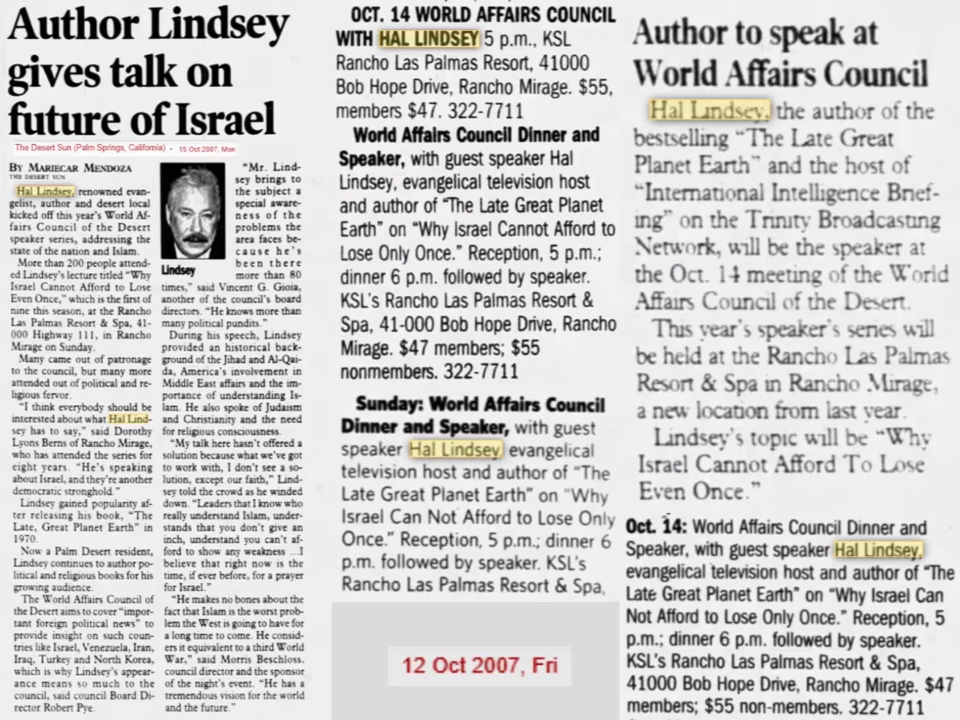 Author Lindsey
gives talk on
future of Israel
The Desert Sun (Palm Springs, California) · 15 Oct 2007, Mon
BY MARIECAR MENDOZA
THE DESERT SUN
Hal Lindsey, renowned evan-
gelist, author and desert local
kicked off this year's World Af-
fairs Council of the Desert
speaker series, addressing the
state of the nation and Islam.
More than 200 people attend-
ed Lindsey's lecture titled "Why
Israel Cannot Afford to Lose
Even Once," which is the first of
nine this season, at the Rancho
Las Palmas Resort & Spa, 41-
000 Highway 111, in Rancho
Mirage on Sunday.
Many came out of patronage
to the council, but many more
attended out of political and re-
ligious fervor.
"I think everybody should be
interested about what Hal Lind-
sey has to say," said Dorothy
Lyons Berns of Rancho Mirage,
who has attended the series for
eight years. "He's speaking
about Israel, and they're another
democratic stronghold."
Lindsey gained popularity af-
ter releasing his book, "The
Late, Great Planet Earth" in
1970.
Now a Palm Desert resident,
Lindsey continues to author po-
litical and religious books for his
growing audience.
The World Affairs Council of
the Desert aims to cover "impor-
tant foreign political news" to
provide insight on such coun-
tries like Israel, Venezuela, Iran,
Iraq, Turkey and North Korea,
which is why Lindsey's appear-
ance means so much to the
council, said council Board Di-
rector Robert Pye.
Lindsey
"Mr. Lind-
sey brings to
the subject a
special aware-
ness of the
problems the
area faces be-
cause he's
been there
more than 80
times," said Vincent G. Gioia,
another of the council's board
directors. "He knows more than
many political pundits."
During his speech, Lindsey
provided an historical back-
ground of the Jihad and Al-Qai-
da, America's involvement in
Middle East affairs and the im-
portance of understanding Is-
lam. He also spoke of Judaism
and Christianity and the need
for religious consciousness.
"My talk here hasn't offered a
solution because what we've got
to work with, I don't see a so-
lution, except our faith," Lind-
sey told the crowd as he winded
down. "Leaders that I know who
really understand Islam, under-
stands that you don't give an
inch, understand you can't af-
ford to show any weakness ...I
believe that right now is the
time, if ever before, for a prayer
for Israel."
"He makes no bones about the
fact that Islam is the worst prob-
lem the West is going to have for
a long time to come. He consid-
ers it equivalent to a third World
War," said Morris Beschloss,
council director and the sponsor
of the night's event. "He has a
tremendous vision for the world
and the future."
OCT. 14 WORLD AFFAIRS COUNCIL
WITH HAL LINDSEY 5 p.m., KSL
Rancho Las Palmas Resort, 41000
Bob Hope Drive, Rancho Mirage. $55,
members $47. 322-7711
World Affairs Council Dinner and
Speaker, with guest speaker Hal
Lindsey, evangelical television host
and author of "The Late Great Planet
Earth" on "Why Israel Cannot Afford to
Lose Only Once." Reception, 5 p.m.;
dinner 6 p.m. followed by speaker.
KSL's Rancho Las Palmas Resort &
Spa, 41-000 Bob Hope Drive, Rancho
Mirage. $47 members; $55
nonmembers. 322-7711
Sunday: World Affairs Council
Dinner and Speaker, with guest
speaker Hal Lindsey, evangelical
television host and author of "The
Late Great Planet Earth" on "Why
Israel Can Not Afford to Lose Only
Once." Reception, 5 p.m.; dinner 6
p.m. followed by speaker. KSL's
Rancho Las Palmas Resort & Spa,
12 Oct 2007, Fri
Author to speak at
World Affairs Council
Hal Lindsey, the author of the
bestselling "The Late Great
Planet Earth" and the host of
"International Intelligence Brief-
ing" on the Trinity Broadcasting
Network, will be the speaker at
the Oct. 14 meeting of the World
Affairs Council of the Desert.
This year's speaker's series will
be held at the Rancho Las Palmas
Resort & Spa in Rancho Mirage,
a new location from last year.
Lindsey's topic will be "Why
Israel Cannot Afford To Lose
Even Once."
Oct. 14: World Affairs Council Dinner and
Speaker, with guest speaker Hal Lindsey,
evangelical television host and author of "The
Late Great Planet Earth" on "Why Israel Can
Not Afford to Lose Only Once." Reception, 5
p.m.; dinner 6 p.m. followed by speaker.
KSL's Rancho Las Palmas Resort & Spa,
41000 Bob Hope Drive, Rancho Mirage. $47
members; $55 non-members. 322-7711